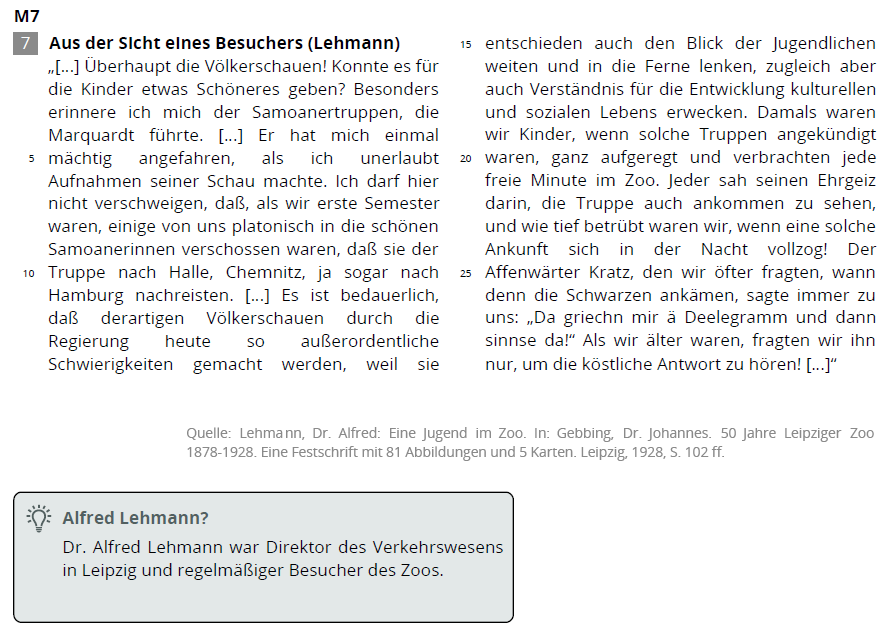 M7
7 Aus der SIcht eInes Besuchers (Lehmann)
„[...] Überhaupt die Völkerschauen! Konnte es für
die Kinder etwas Schöneres geben? Besonders
erinnere ich mich der Samoanertruppen, die
Marquardt führte. [...] Er hat mich einmal
5 mächtig angefahren, als ich unerlaubt
Aufnahmen seiner Schau machte. Ich darf hier
nicht verschweigen, daß, als wir erste Semester
waren, einige von uns platonisch in die schönen
Samoanerinnen verschossen waren, daß sie der
10 Truppe nach Halle, Chemnitz, ja sogar nach
Hamburg nachreisten. [...] Es ist bedauerlich,
daß derartigen Völkerschauen durch die
Regierung heute so außerordentliche
Schwierigkeiten gemacht werden, weil sie
15 entschieden auch den Blick der Jugendlichen
weiten und in die Ferne lenken, zugleich aber
auch Verständnis für die Entwicklung kulturellen
und sozialen Lebens erwecken. Damals waren
wir Kinder, wenn solche Truppen angekündigt
20 waren, ganz aufgeregt und verbrachten jede
freie Minute im Zoo. Jeder sah seinen Ehrgeiz
darin, die Truppe auch ankommen zu sehen,
und wie tief betrübt waren wir, wenn eine solche
Ankunft sich in der Nacht vollzog! Der
25 Affenwärter Kratz, den wir öfter fragten, wann
denn die Schwarzen ankämen, sagte immer zu
uns: „Da griechn mir ä Deelegramm und dann
sinnse da!“ Als wir älter waren, fragten wir ihn
nur, um die köstliche Antwort zu hören! [...]“
Quelle: Lehmann, Dr. Alfred: Eine Jugend im Zoo. In: Gebbing, Dr. Johannes. 50 Jahre Leipziger Zoo
1878-1928. Eine Festschrift mit 81 Abbildungen und 5 Karten. Leipzig, 1928, S. 102 ff.
Alfred Lehmann?
Dr. Alfred Lehmann war Direktor des Verkehrswesens
in Leipzig und regelmäßiger Besucher des Zoos.